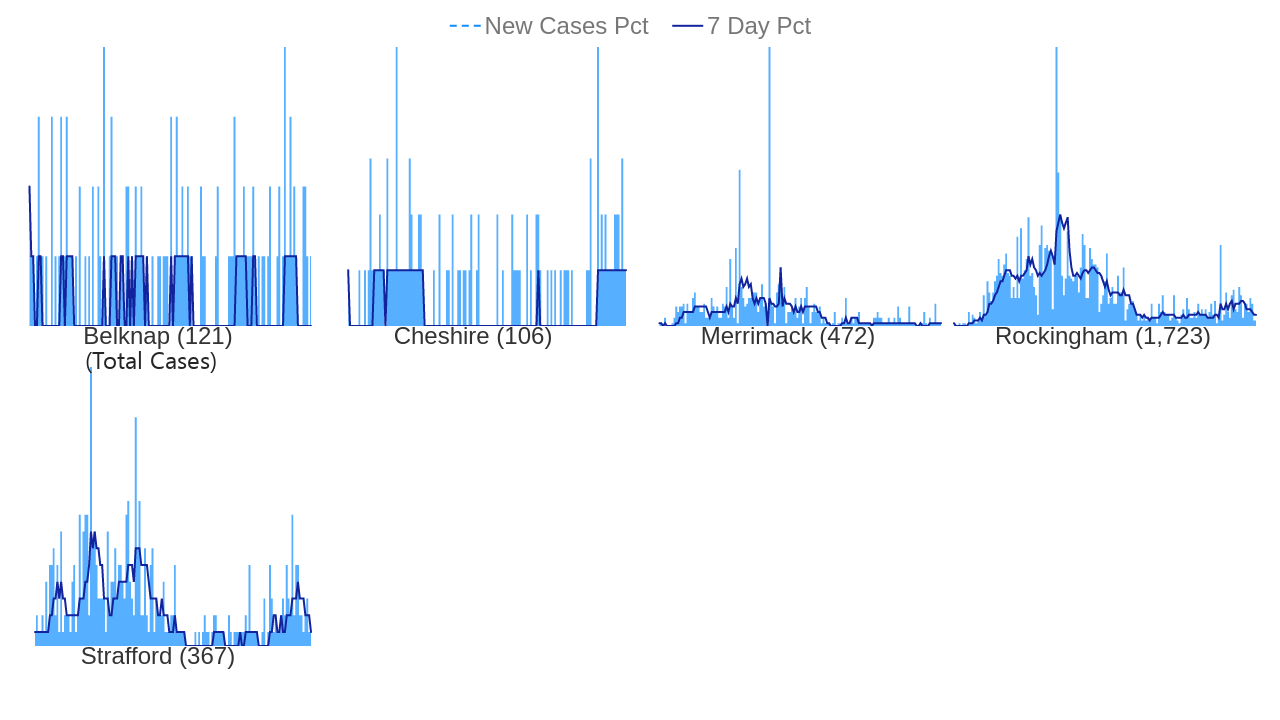 New Cases Pct 7 Day Pct
Belknap (121) Cheshire (106) Merrimack (472) Rockingham (1,723)
(Total Cases)
Strafford (367)